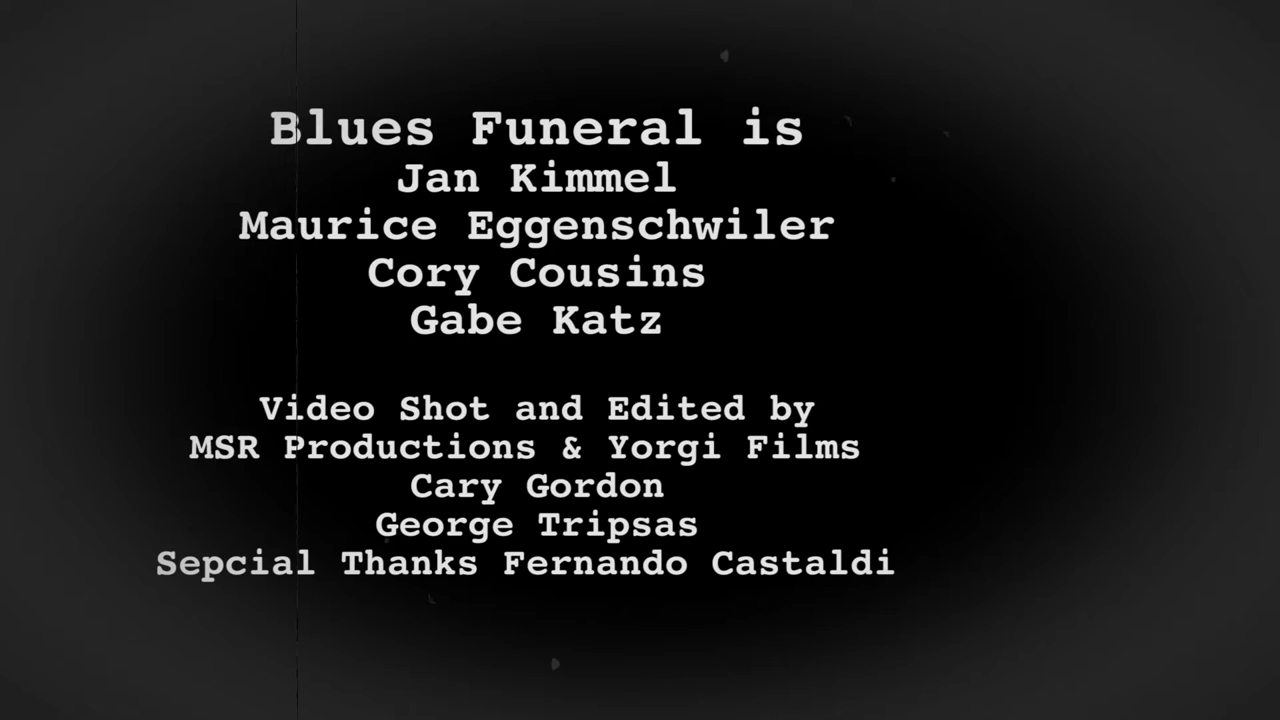 Blues Funeral is
Jan Kimmel
Maurice Eggenschwiler
Cory Cousins
Gabe Katz
Video Shot and Edited by
MSR Productions & Yorgi Films
Cary Gordon
George Tripsas
Sepcial Thanks Fernando Castaldi